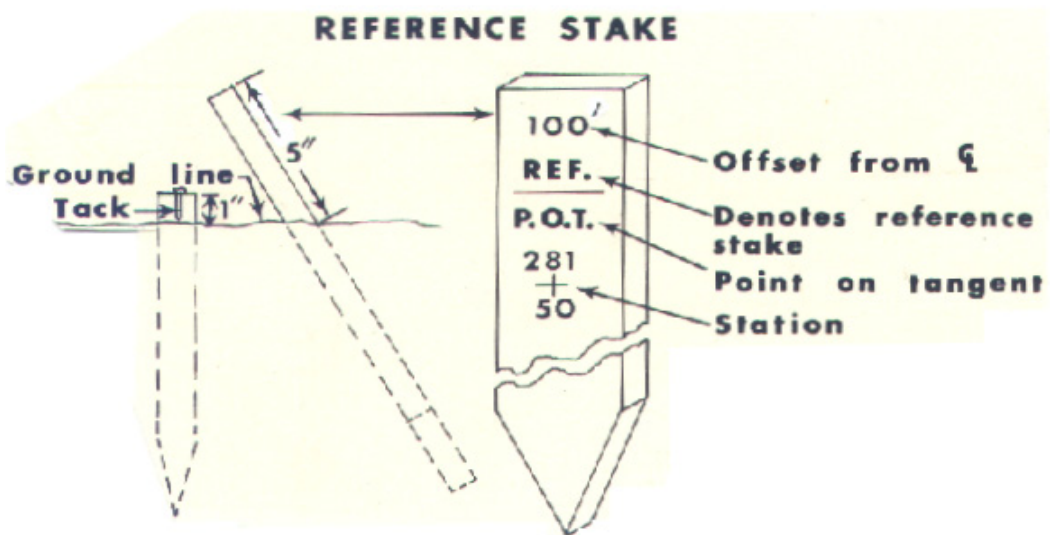 REFERENCE STAKE
5"
Ground line
Tack
1"
100'
REF.
P.O.T.
281
+
50
Offset from ℄
Denotes reference
stake
Point on tangent
Station